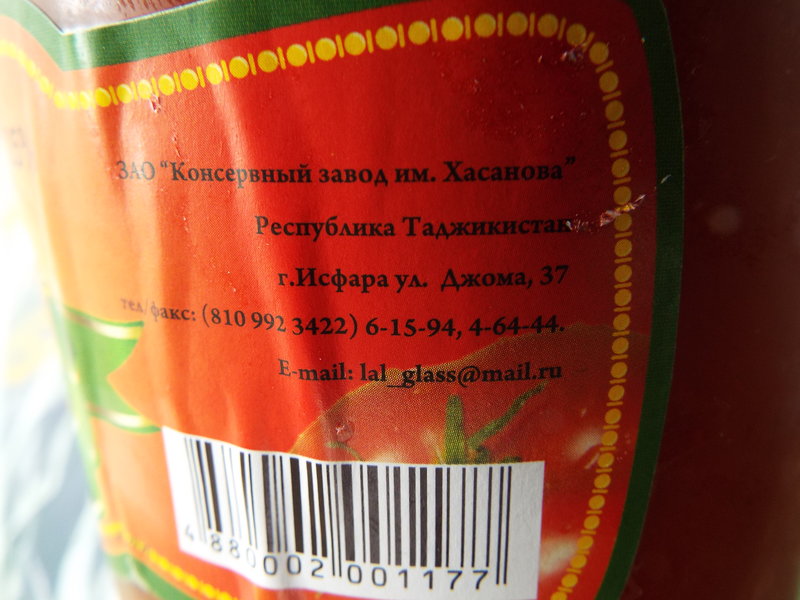 ЗАО “Консервный завод им. Хасанова”
Республика Таджикистан
г.Исфара ул. Джома, 37
тел/факс: (810 992 3422) 6-15-94, 4-64-44.
E-mail: lal_glass@mail.ru
4 880002 001177